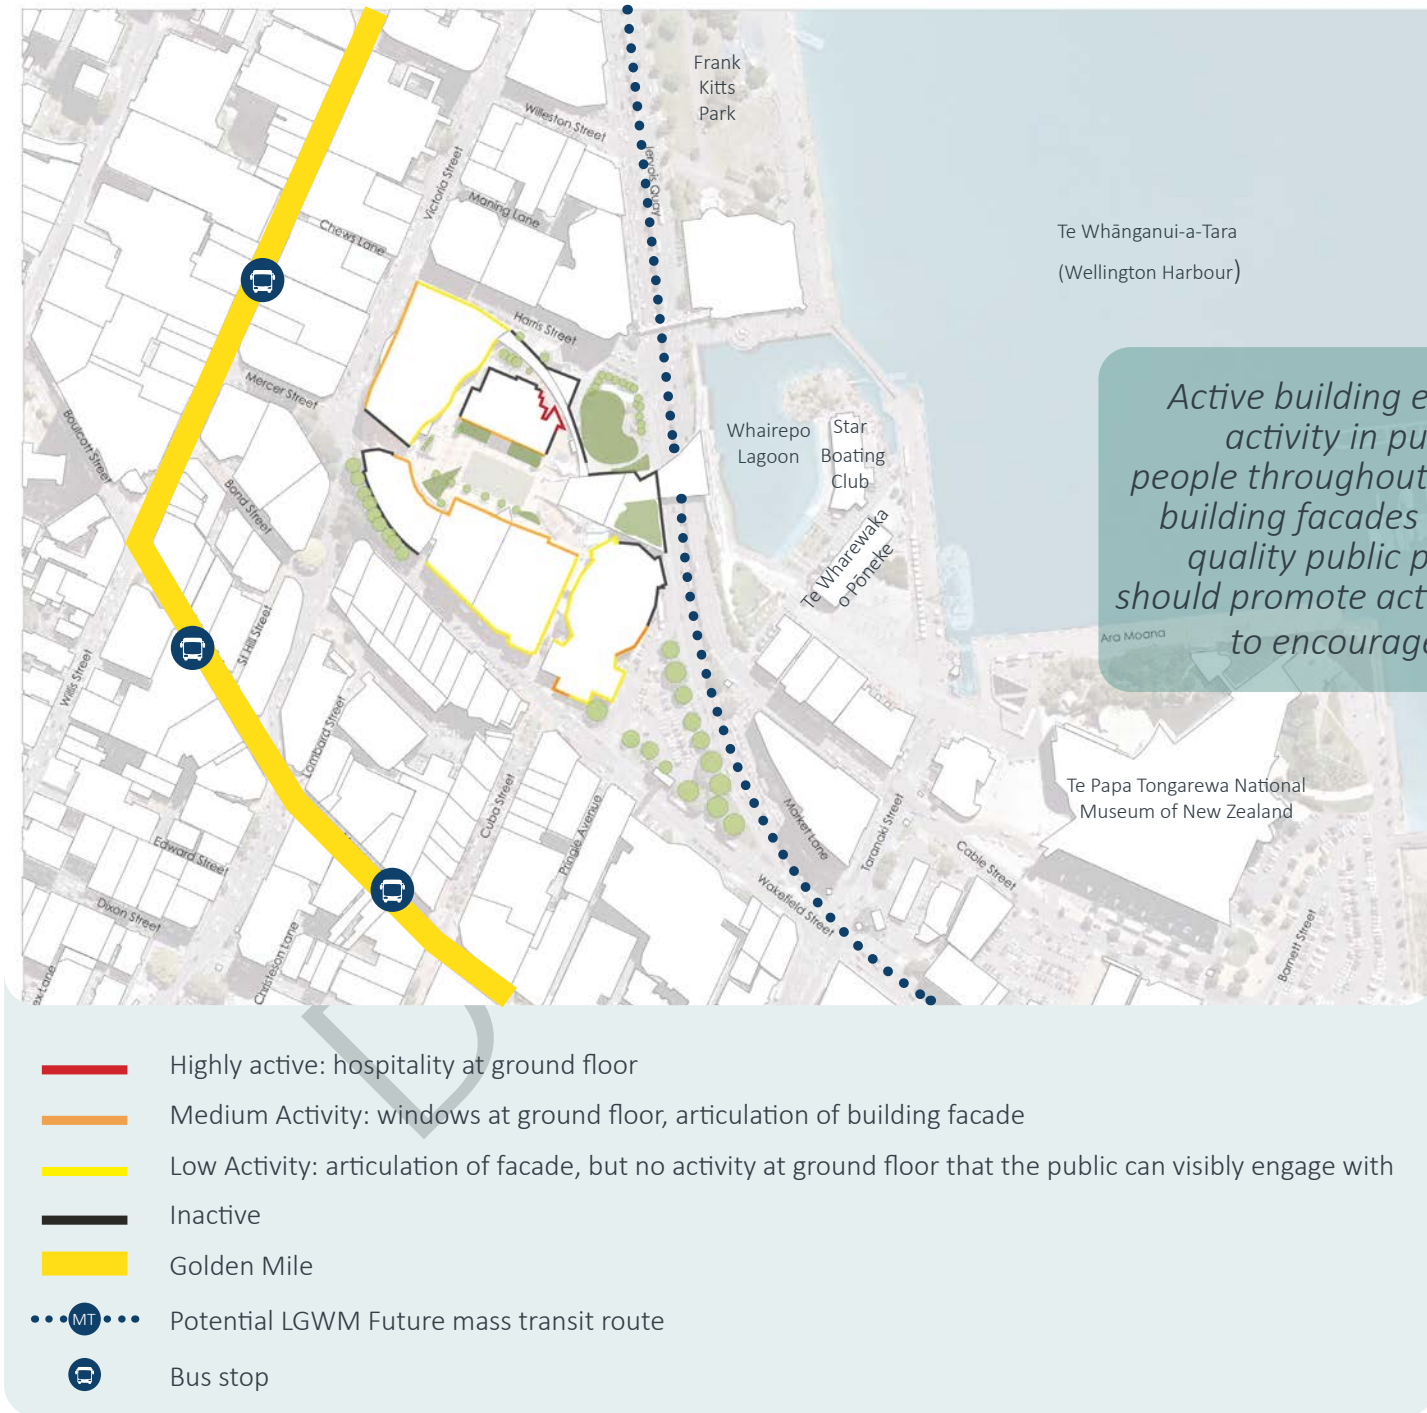 Frank
Kitts
Park
Willeston Street
Jervois Quay
Victoria Street
Maning Lane
Chews Lane
Te Whānganui-a-Tara
(Wellington Harbour)
Harris Street
Mercer Street
Boulcott Street
Whairepo
Lagoon
Star
Boating
Club
Bond Street
Te Wharewaka
o Pōneke
Active building e
activity in pu
people throughout
building facades
quality public p
should promote act
to encourage
Ara Moana
St Hill Street
Willis Street
Lombard Street
Cuba Street
Pringle Avenue
Market Lane
Taranaki Street
Te Papa Tongarewa National
Museum of New Zealand
Edward Street
Dixon Street
Cable Street
Wakefield Street
Christeson Lane
Barnett Street
ex Lane
D
Highly active: hospitality at ground floor
Medium Activity: windows at ground floor, articulation of building facade
Low Activity: articulation of facade, but no activity at ground floor that the public can visibly engage with
Inactive
Golden Mile
MT
Potential LGWM Future mass transit route
Bus stop